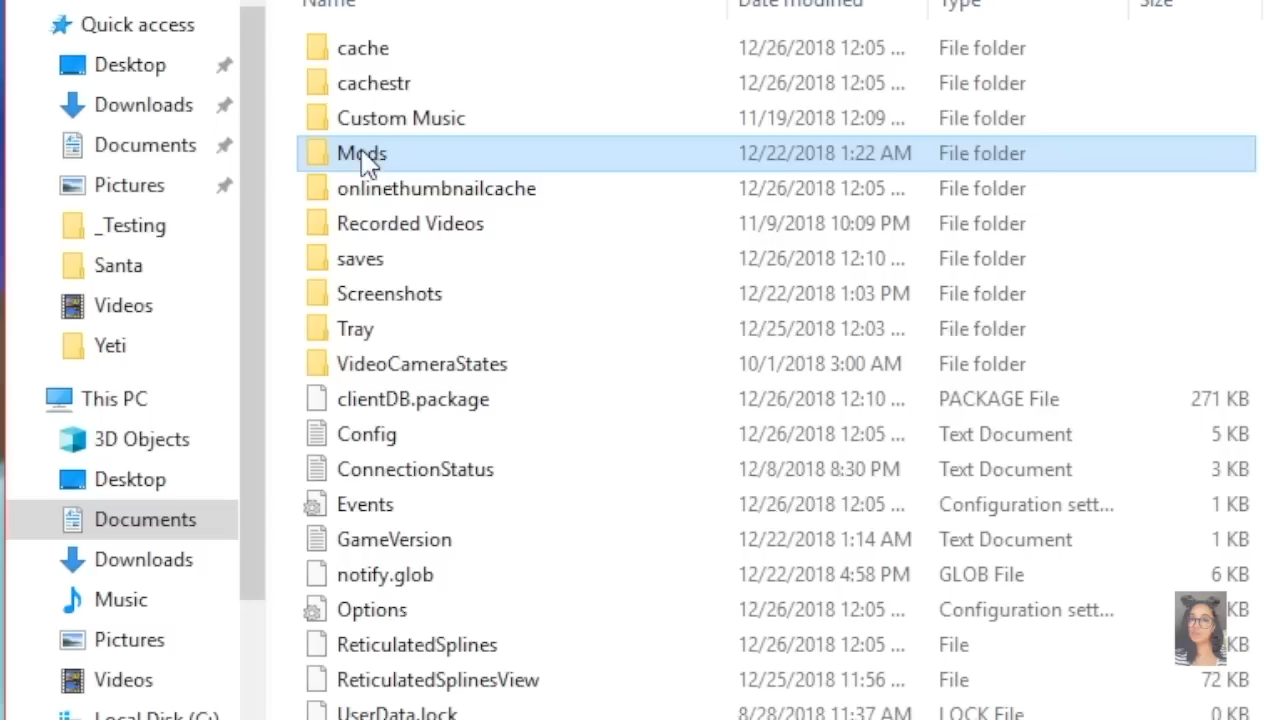 Name Date modified Type Size
Quick access
Desktop
Downloads
Documents
Pictures
_Testing
Santa
Videos
Yeti
This PC
3D Objects
Desktop
Documents
Downloads
Music
Pictures
Videos
Local Disk (C:)
cache 12/26/2018 12:05 ... File folder
cachestr 12/26/2018 12:05 ... File folder
Custom Music 11/19/2018 12:09 ... File folder
Mods 12/22/2018 1:22 AM File folder
onlinethumbnailcache 12/26/2018 12:05 ... File folder
Recorded Videos 11/9/2018 10:09 PM File folder
saves 12/26/2018 12:10 ... File folder
Screenshots 12/22/2018 1:03 PM File folder
Tray 12/25/2018 12:03 ... File folder
VideoCameraStates 10/1/2018 3:00 AM File folder
clientDB.package 12/26/2018 12:10 ... PACKAGE File 271 KB
Config 12/26/2018 12:05 ... Text Document 5 KB
ConnectionStatus 12/8/2018 8:30 PM Text Document 3 KB
Events 12/26/2018 12:05 ... Configuration sett... 1 KB
GameVersion 12/22/2018 1:14 AM Text Document 1 KB
notify.glob 12/22/2018 4:58 PM GLOB File 6 KB
Options 12/26/2018 12:05 ... Configuration sett... KB
ReticulatedSplines 12/26/2018 12:05 ... File KB
ReticulatedSplinesView 12/25/2018 11:56 ... File 72 KB
UserData.lock 8/28/2018 11:37 AM LOCK File 0 KB